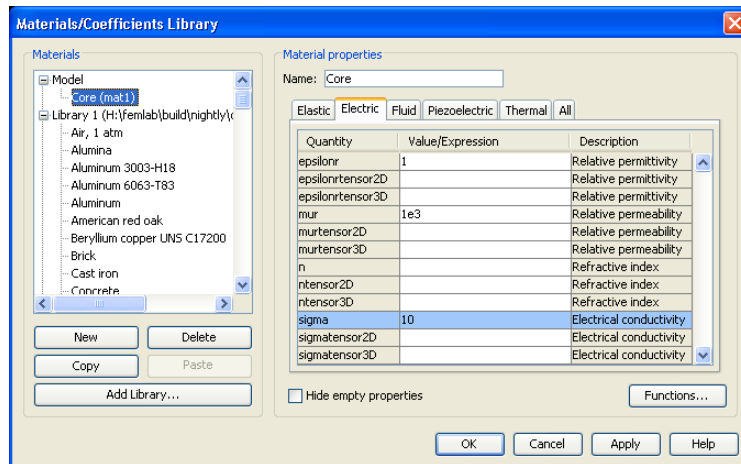 Materials/Coefficients Library
Materials
Model
Core (mat1)
Library 1 (H:\femlab\build\nightly\c
Air, 1 atm
Alumina
Aluminum 3003-H18
Aluminum 6063-T83
Aluminum
American red oak
Beryllium copper UNS C17200
Brick
Cast iron
Concrete
New
Delete
Copy
Paste
Add Library...
Material properties
Name: Core
Elastic Electric Fluid Piezoelectric Thermal All
Quantity Value/Expression Description
epsilonr 1 Relative permittivity
epsilonrtensor2D Relative permittivity
epsilonrtensor3D Relative permittivity
mur 1e3 Relative permeability
murtensor2D Relative permeability
murtensor3D Relative permeability
n Refractive index
ntensor2D Refractive index
ntensor3D Refractive index
sigma 10 Electrical conductivity
sigmatensor2D Electrical conductivity
sigmatensor3D Electrical conductivity
Hide empty properties
Functions...
OK Cancel Apply Help